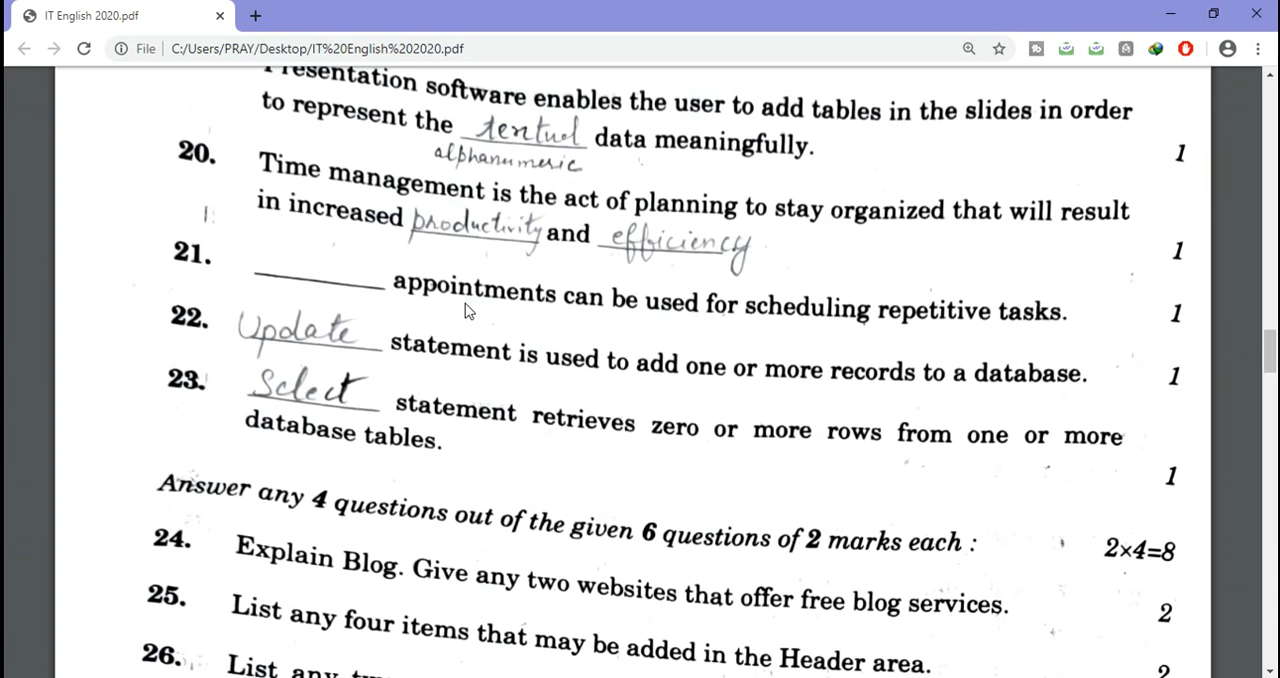 IT English 2020.pdf
File | C:/Users/PRAY/Desktop/IT%20English%202020.pdf
Presentation software enables the user to add tables in the slides in order
to represent the textual data meaningfully. 1
alphanumeric
20. Time management is the act of planning to stay organized that will result
in increased productivity and efficiency 1
21. ________ appointments can be used for scheduling repetitive tasks. 1
22. Update statement is used to add one or more records to a database. 1
23. Select statement retrieves zero or more rows from one or more
database tables. 1
Answer any 4 questions out of the given 6 questions of 2 marks each : 2×4=8
24. Explain Blog. Give any two websites that offer free blog services. 2
25. List any four items that may be added in the Header area. 2
26. List any